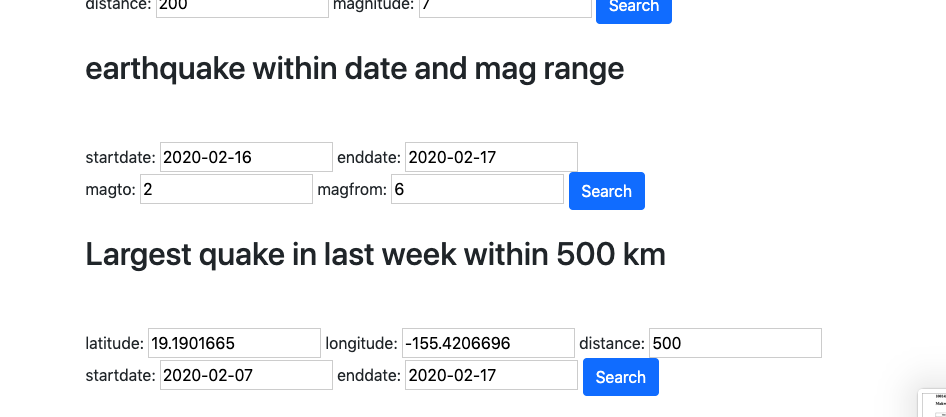 distance: 200 magnitude: 7 Search
earthquake within date and mag range
startdate: 2020-02-16 enddate: 2020-02-17
magto: 2 magfrom: 6 Search
Largest quake in last week within 500 km
latitude: 19.1901665 longitude: -155.4206696 distance: 500
startdate: 2020-02-07 enddate: 2020-02-17 Search